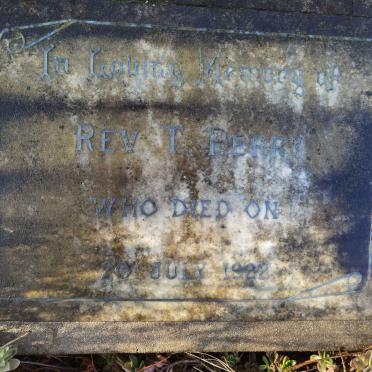 In Loving Memory of
REV T. PERRY
WHO DIED ON
20 JULY